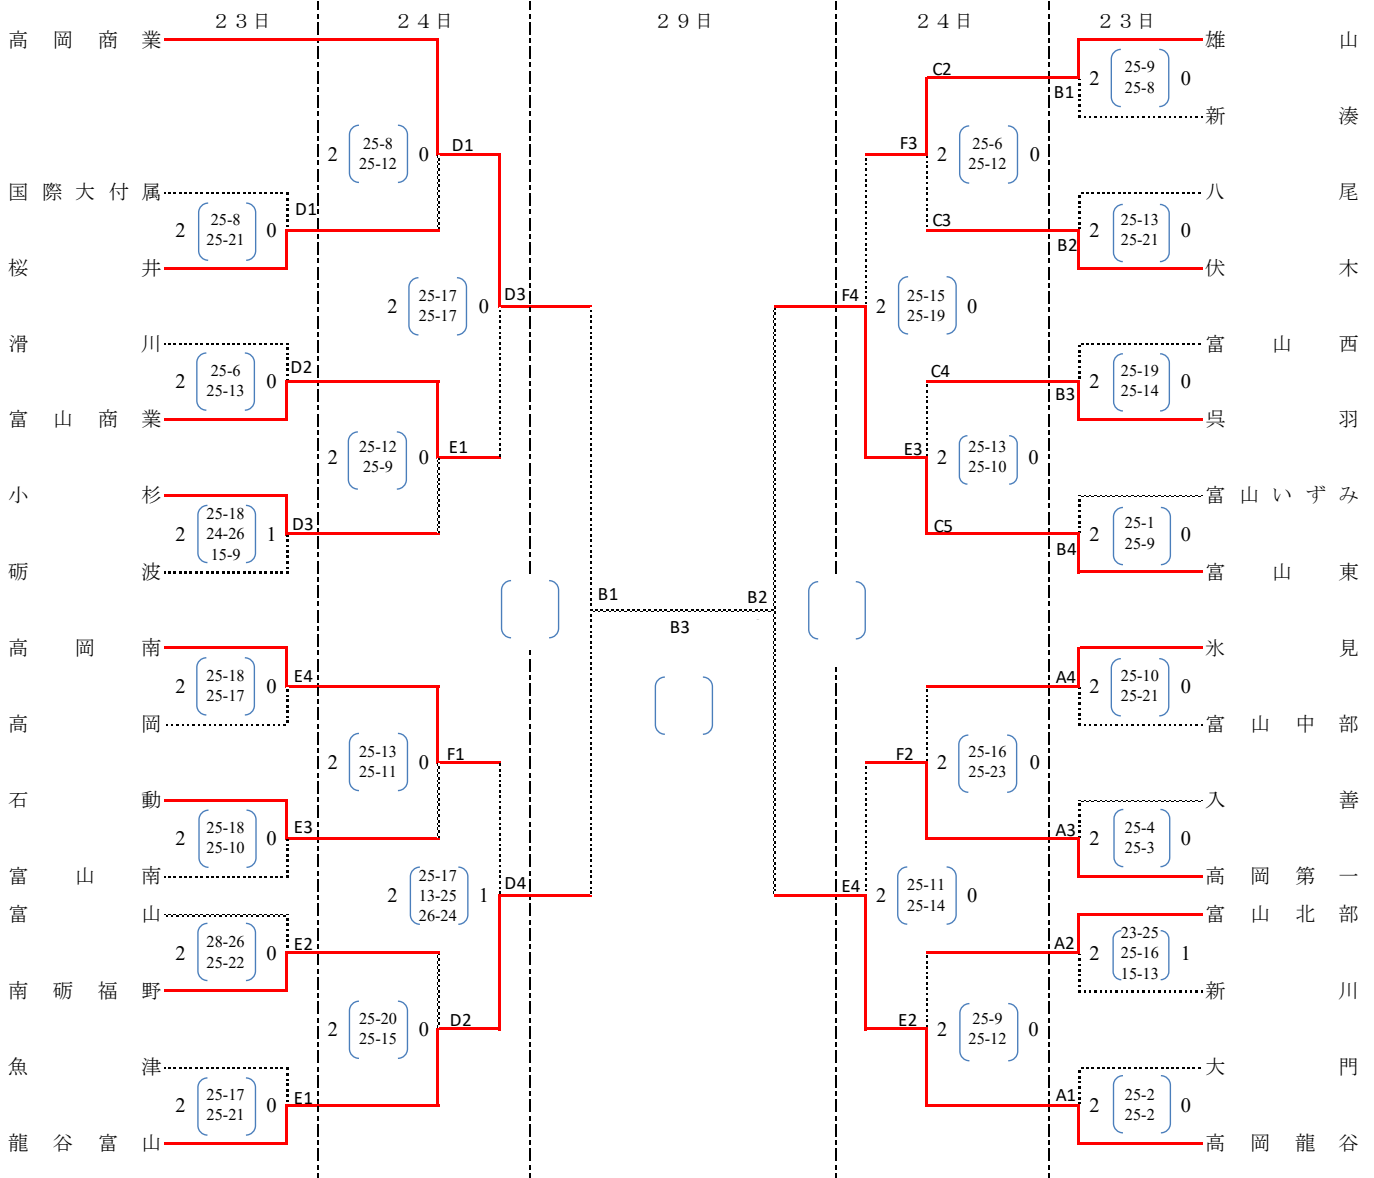 ２３日 ２４日 ２９日 ２４日 ２３日
高岡商業
雄山
C2
2 25-9 0
25-8
B1
新湊
2 25-8 0
25-12
D1
F3
2 25-6 0
25-12
国際大付属
八尾
D1
2 25-8 0
25-21
C3
2 25-13 0
25-21
B2
桜井
伏木
2 25-17 0
25-17
D3
F4
2 25-15 0
25-19
滑川
富山西
2 25-6 0
25-13
D2
C4
B3
2 25-19 0
25-14
富山商業
呉羽
2 25-12 0
25-9
E1
E3
2 25-13 0
25-10
小杉
富山いずみ
2 25-18 1
24-26
15-9
D3
C5
B4
2 25-1 0
25-9
砺波
富山東
B1
B2
B3
高岡南
氷見
2 25-18 0
25-17
E4
A4
2 25-10 0
25-21
高岡
富山中部
2 25-13 0
25-11
F1
F2
2 25-16 0
25-23
石動
入善
2 25-18 0
25-10
E3
A3
2 25-4 0
25-3
富山南
高岡第一
2 25-17 1
13-25
26-24
D4
E4
2 25-11 0
25-14
富山
富山北部
2 28-26 0
25-22
E2
A2
2 23-25 1
25-16
15-13
南砺福野
新川
2 25-20 0
25-15
D2
E2
2 25-9 0
25-12
魚津
大門
2 25-17 0
25-21
E1
A1
2 25-2 0
25-2
龍谷富山
高岡龍谷